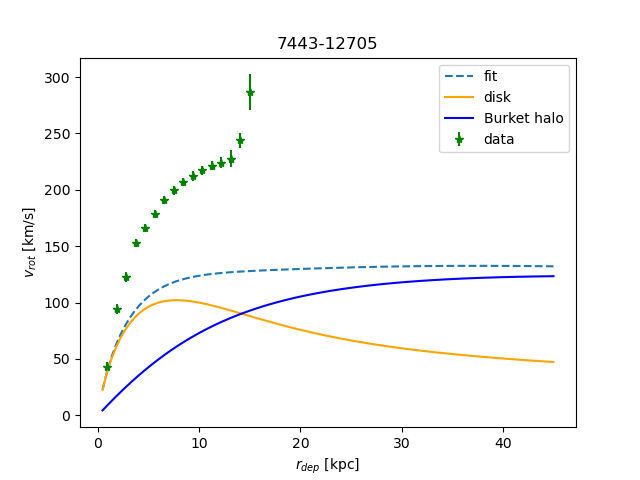 7443-12705
300
250
200
150
100
50
0
v_rot [km/s]
fit
disk
Burket halo
data
0 10 20 30 40
r_dep [kpc]